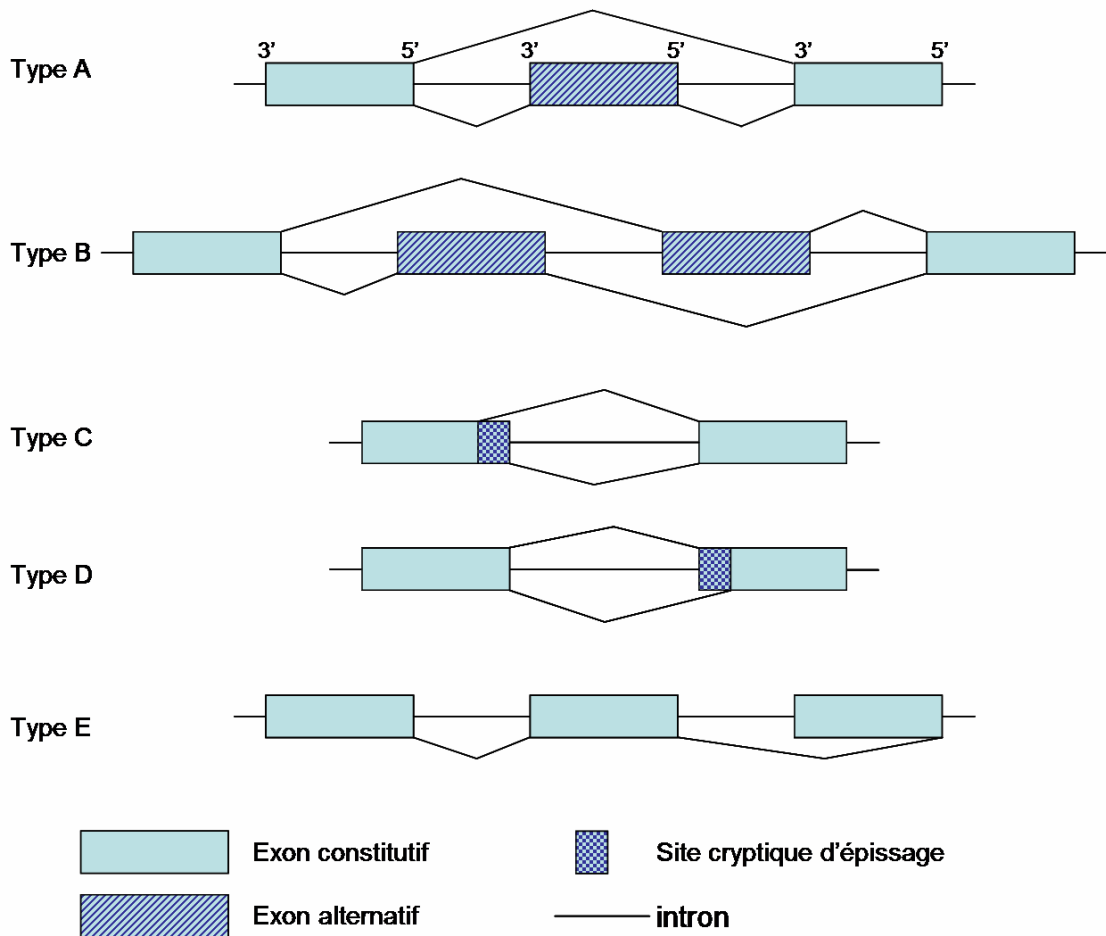 3’ 5’ 3’ 5’ 3’ 5’
Type A
Type B
Type C
Type D
Type E
Exon constitutif
Site cryptique d’épissage
Exon alternatif
intron